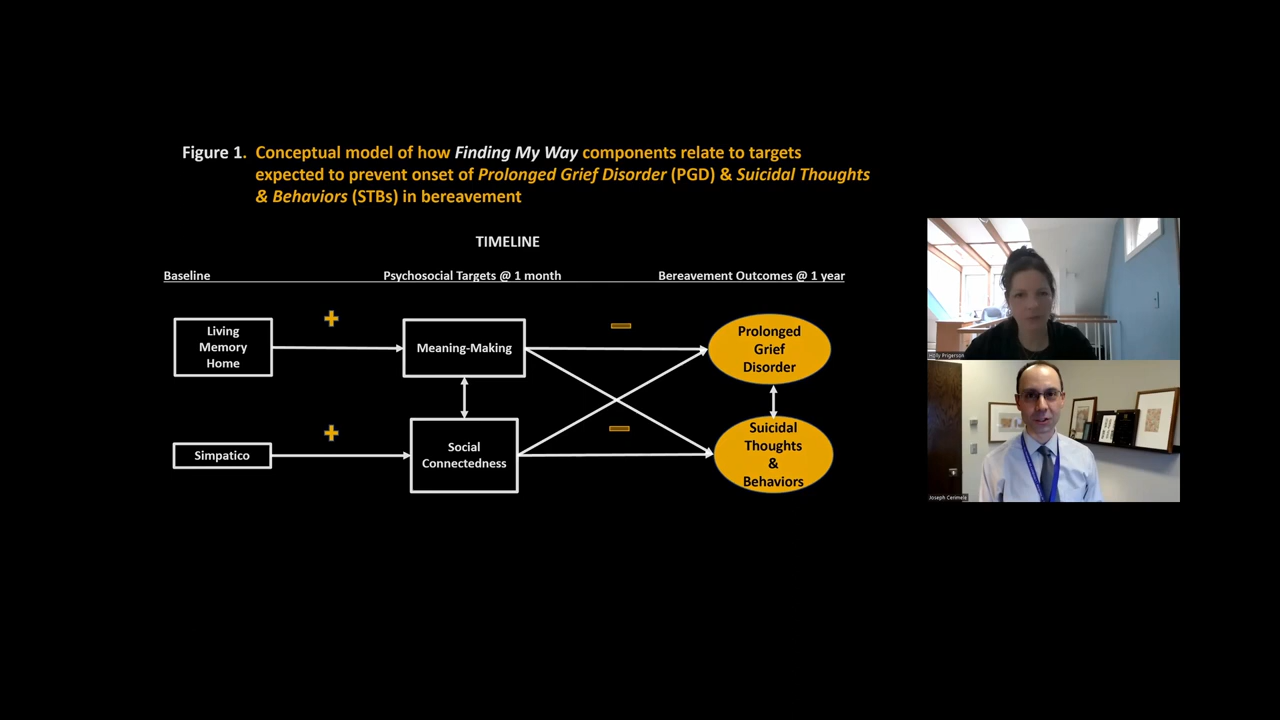 Figure 1. Conceptual model of how Finding My Way components relate to targets
expected to prevent onset of Prolonged Grief Disorder (PGD) & Suicidal Thoughts
& Behaviors (STBs) in bereavement
TIMELINE
Baseline
Psychosocial Targets @ 1 month
Bereavement Outcomes @ 1 year
+
–
Living
Memory
Home
Meaning-Making
Prolonged
Grief
Disorder
+
–
Simpatico
Social
Connectedness
Suicidal
Thoughts
&
Behaviors
Holly Prigerson
Joseph Cerimele